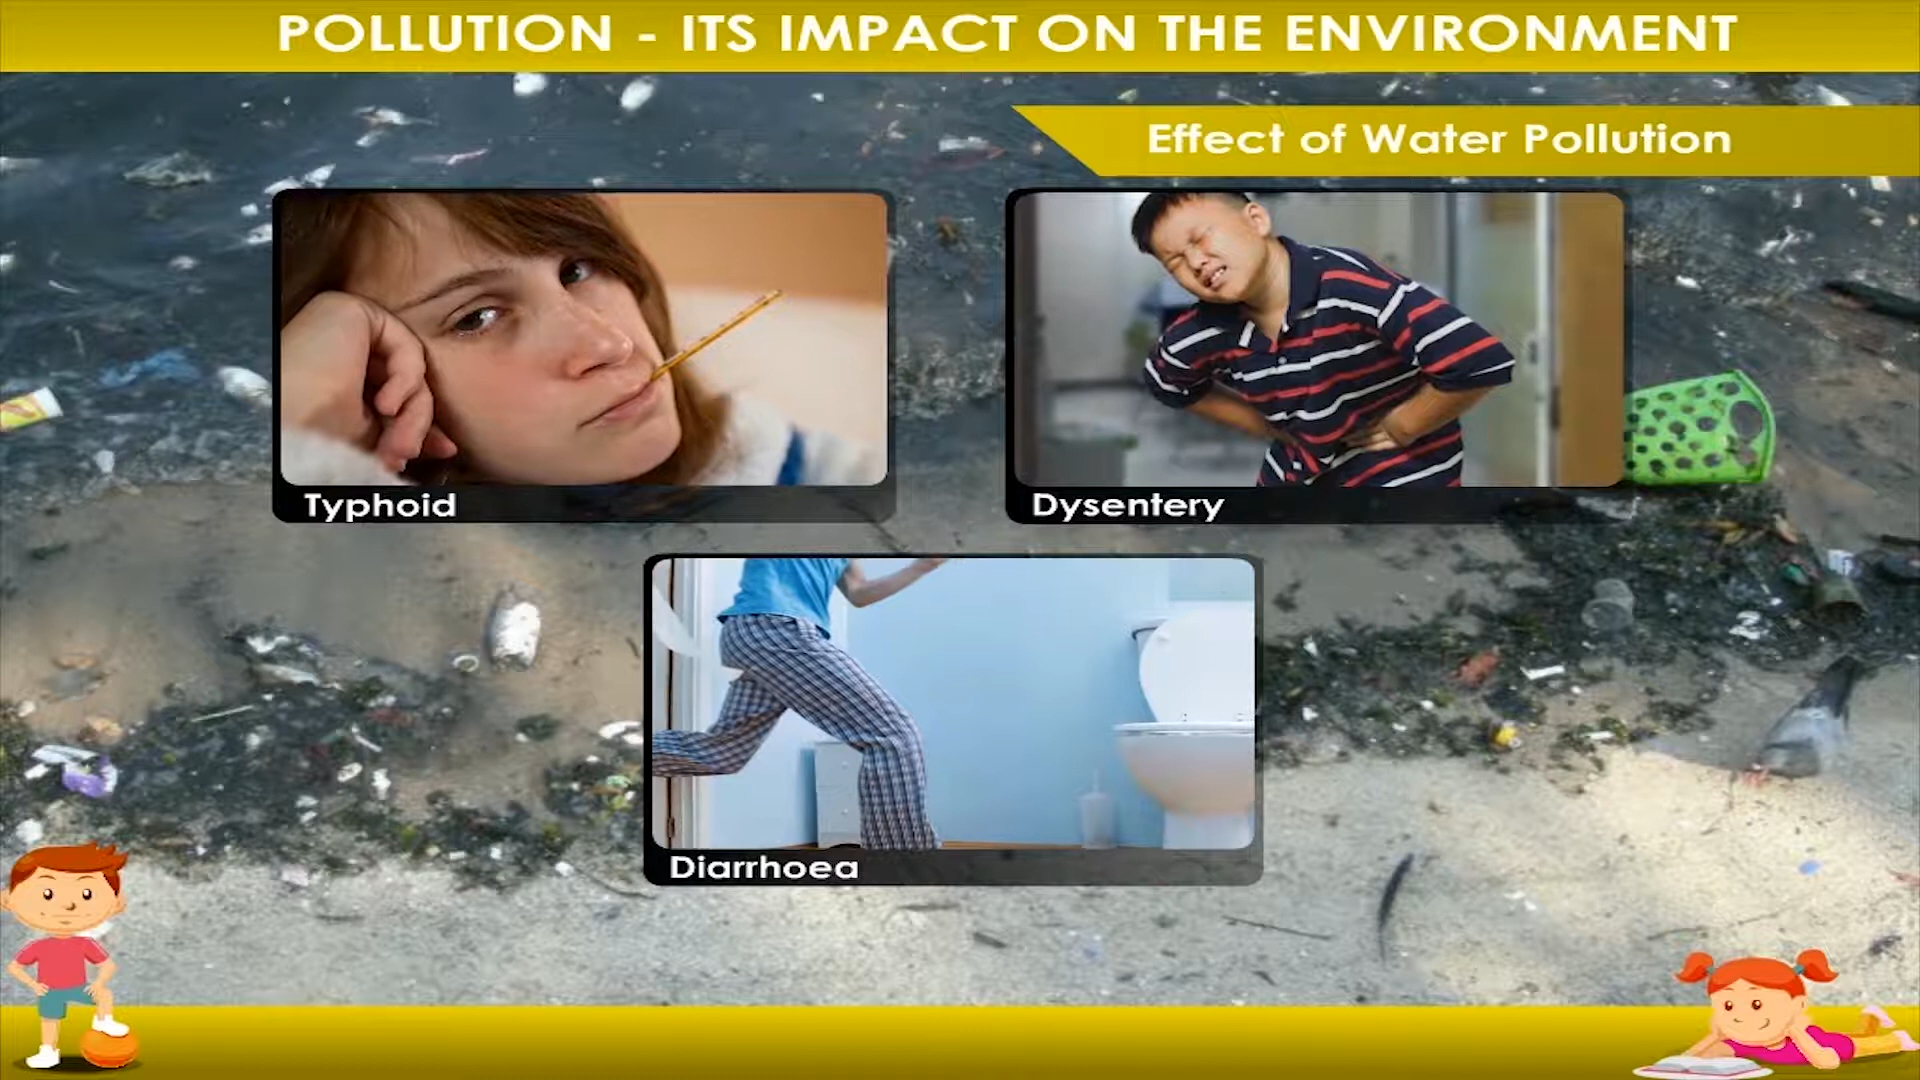 POLLUTION - ITS IMPACT ON THE ENVIRONMENT
Effect of Water Pollution
Typhoid
Dysentery
Diarrhoea